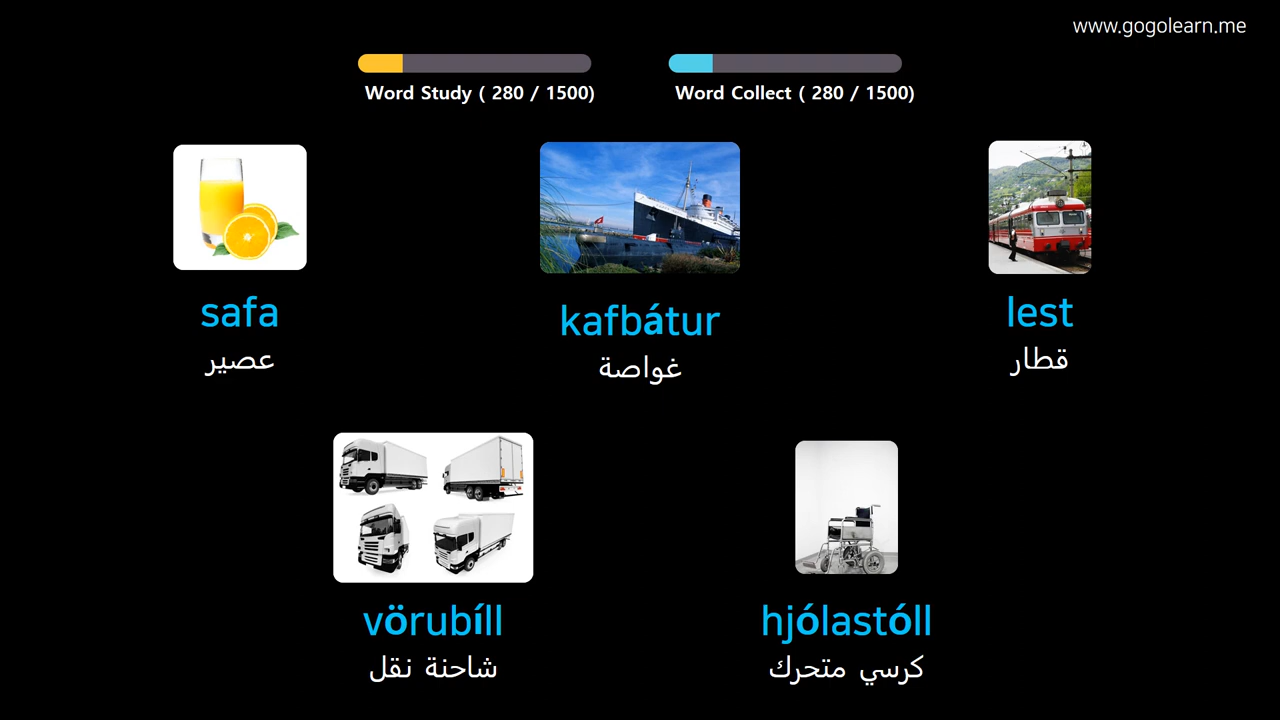 www.gogolearn.me
Word Study ( 280 / 1500)
Word Collect ( 280 / 1500)
safa
عصير
kafbátur
غواصة
lest
قطار
vörubíll
شاحنة نقل
hjólastóll
كرسي متحرك